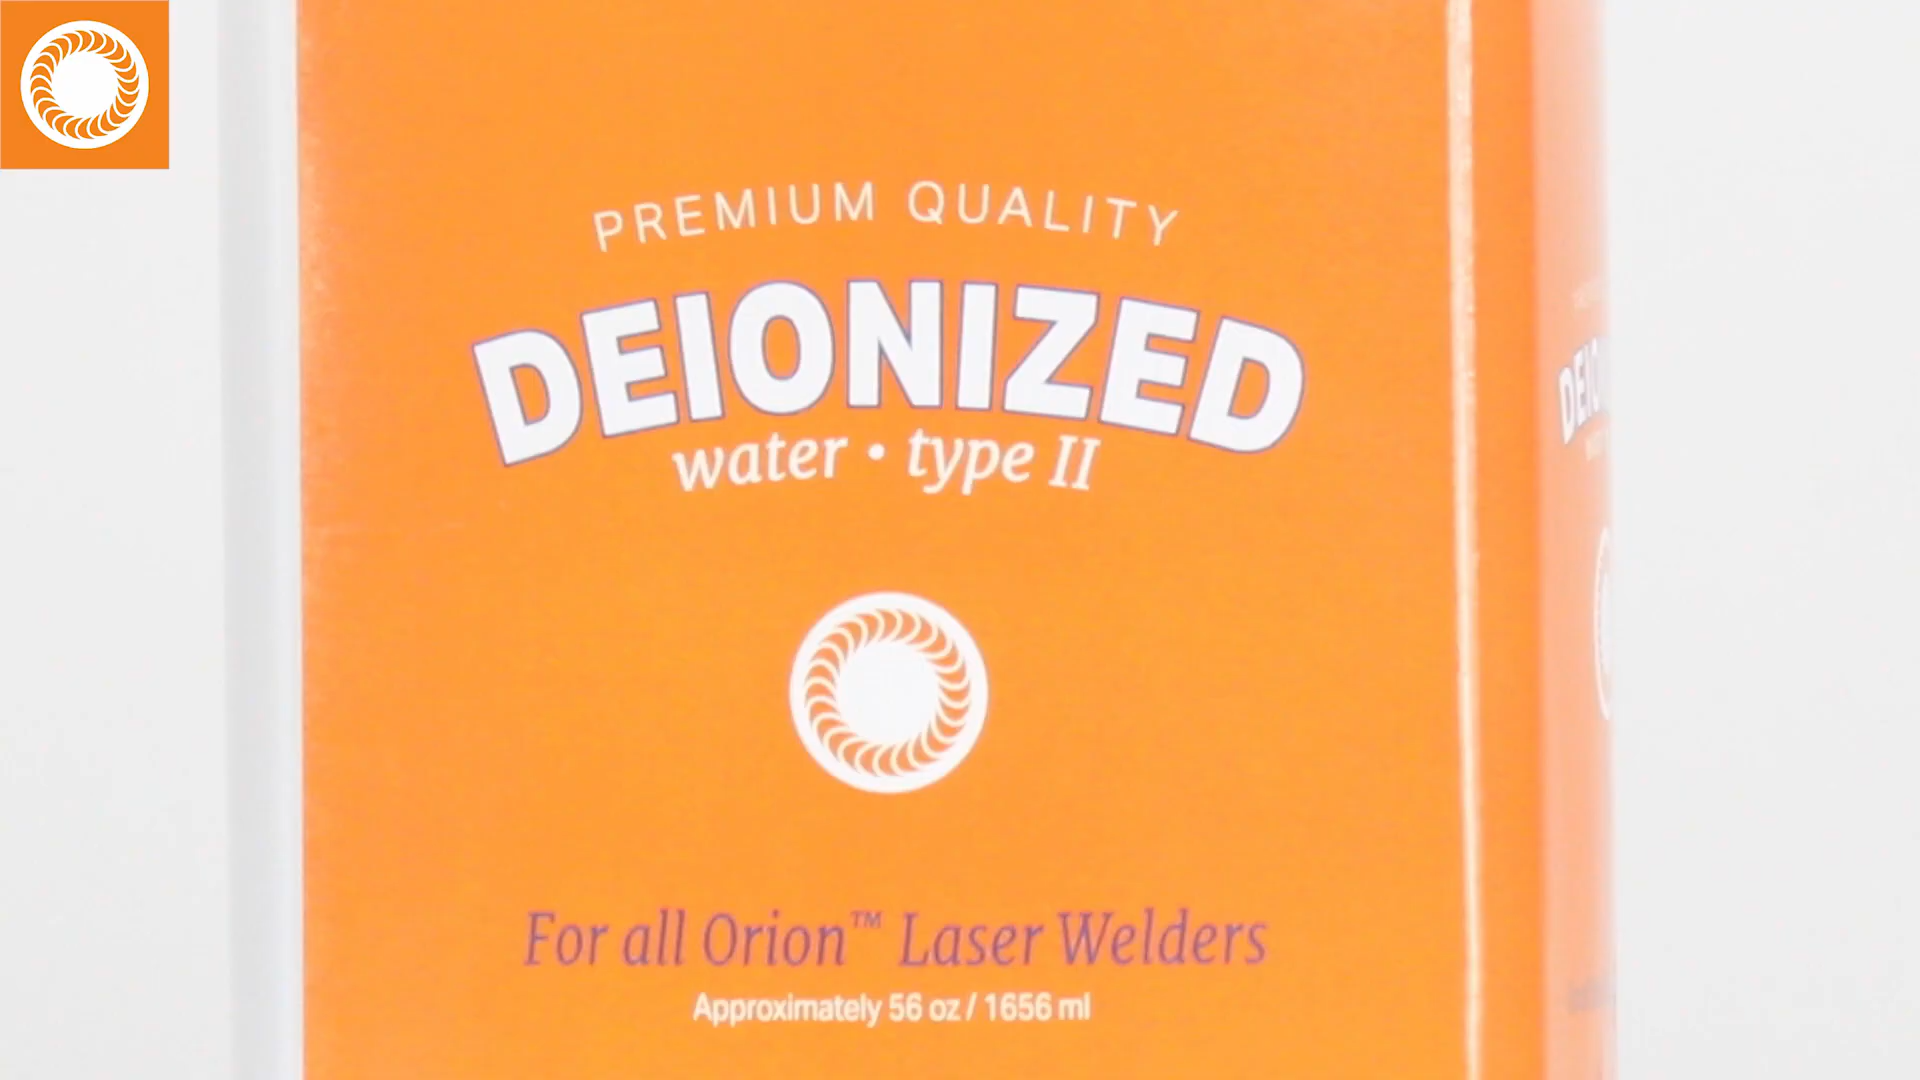 PREMIUM QUALITY
DEIONIZED
water • type II
For all Orion™ Laser Welders
Approximately 56 oz / 1656 ml